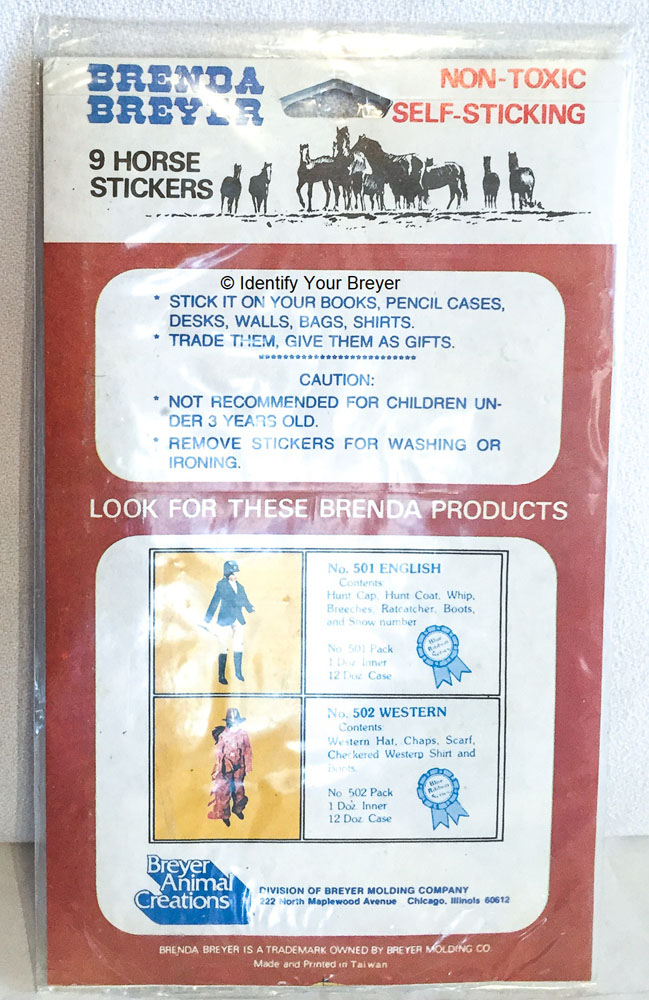 BRENDA
BREYER
NON-TOXIC
SELF-STICKING
9 HORSE
STICKERS
© Identify Your Breyer
* STICK IT ON YOUR BOOKS, PENCIL CASES,
DESKS, WALLS, BAGS, SHIRTS.
* TRADE THEM, GIVE THEM AS GIFTS.
**************************
CAUTION:
* NOT RECOMMENDED FOR CHILDREN UN-
DER 3 YEARS OLD.
* REMOVE STICKERS FOR WASHING OR
IRONING.
LOOK FOR THESE BRENDA PRODUCTS
No. 501 ENGLISH
Contents
Hunt Cap, Hunt Coat, Whip,
Breeches, Ratcatcher, Boots,
and Show number
No. 501 Pack
1 Doz. Inner
12 Doz. Case
Blue
Ribbon
Series
No. 502 WESTERN
Contents
Western Hat, Chaps, Scarf,
Checkered Western Shirt and
Boots.
No. 502 Pack
1 Doz. Inner
12 Doz. Case
Blue
Ribbon
Series
Breyer
Animal
Creations
DIVISION OF BREYER MOLDING COMPANY
222 North Maplewood Avenue Chicago, Illinois 60612
BRENDA BREYER IS A TRADEMARK OWNED BY BREYER MOLDING CO.
Made and Printed in Taiwan